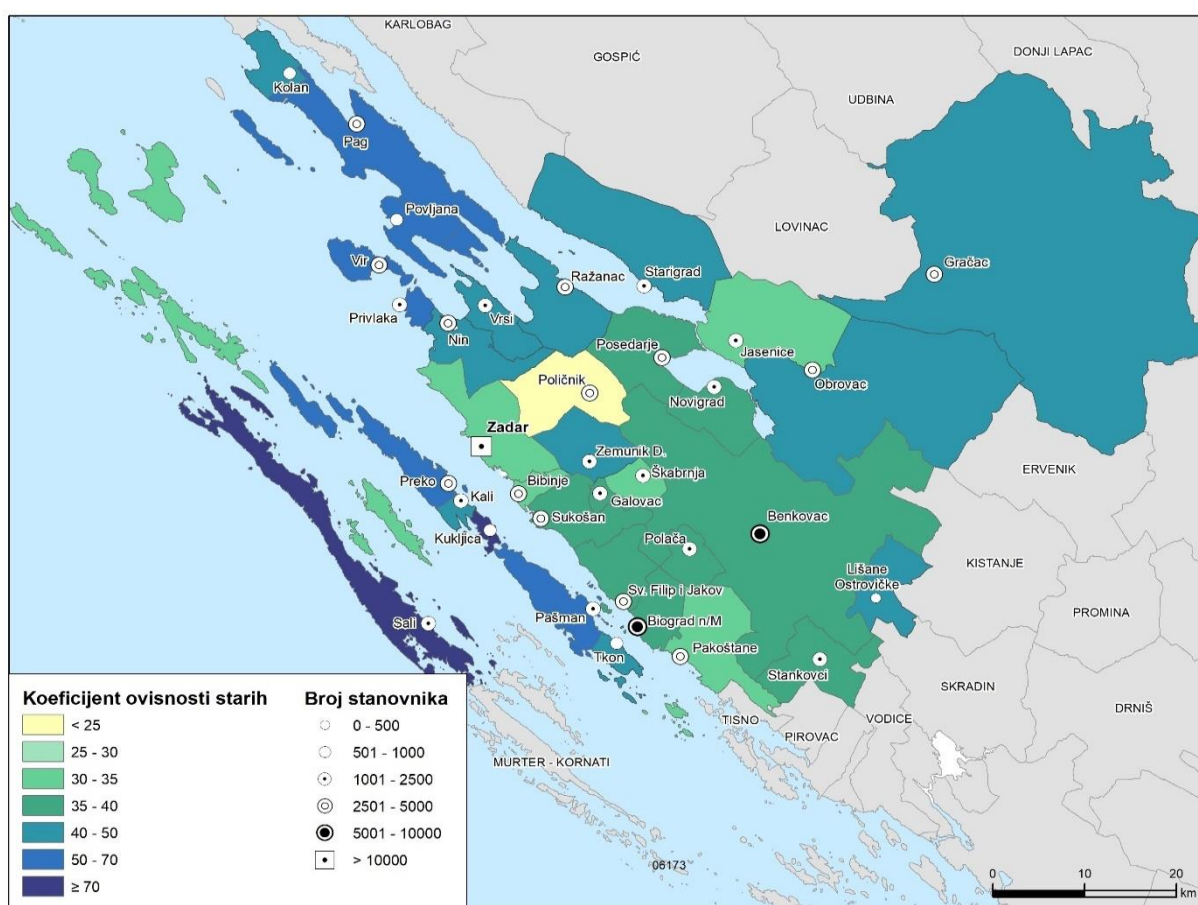 KARLOBAG
GOSPIĆ
DONJI LAPAC
UDBINA
LOVINAC
Kolan
Pag
Povljana
Vir
Privlaka
Nin
Vrsi
Ražanac
Starigrad
Gračac
Jasenice
Posedarje
Obrovac
Novigrad
Poličnik
Zadar
Zemunik D.
Škabrnja
Galovac
Bibinje
Sukošan
Preko
Kali
Kukljica
ERVENIK
Benkovac
Polača
KISTANJE
Lišane
Ostrovičke
PROMINA
Sv. Filip i Jakov
Biograd n/M
Pašman
Tkon
Pakoštane
Stankovci
Sali
SKRADIN
DRNIŠ
TISNO
VODICE
PIROVAC
MURTER - KORNATI
06173
Koeficijent ovisnosti starih
< 25
25 - 30
30 - 35
35 - 40
40 - 50
50 - 70
≥ 70
Broj stanovnika
0 - 500
501 - 1000
1001 - 2500
2501 - 5000
5001 - 10000
> 10000
0 10 20
km